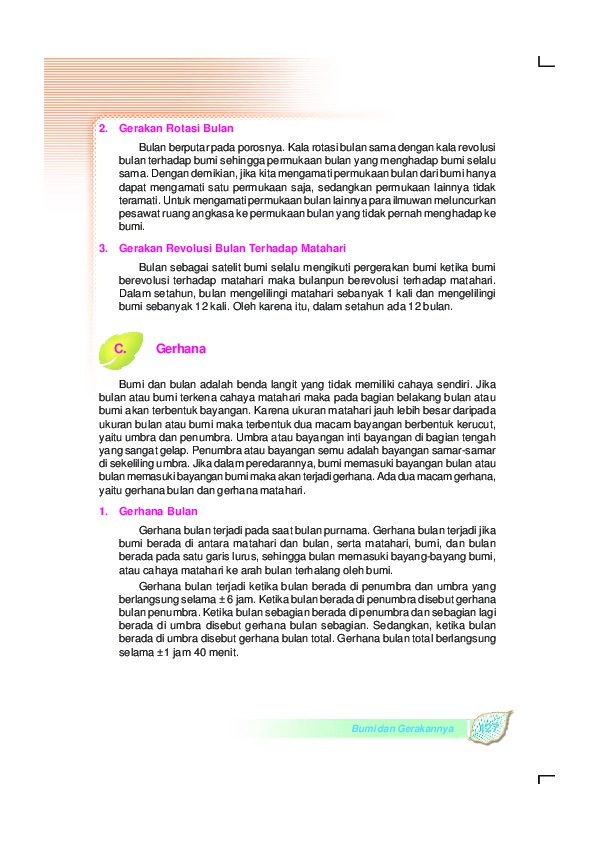 2. Gerakan Rotasi Bulan
Bulan berputar pada porosnya. Kala rotasi bulan sama dengan kala revolusi
bulan terhadap bumi sehingga permukaan bulan yang menghadap bumi selalu
sama. Dengan demikian, jika kita mengamati permukaan bulan dari bumi hanya
dapat mengamati satu permukaan saja, sedangkan permukaan lainnya tidak
teramati. Untuk mengamati permukaan bulan lainnya para ilmuwan meluncurkan
pesawat ruang angkasa ke permukaan bulan yang tidak pernah menghadap ke
bumi.
3. Gerakan Revolusi Bulan Terhadap Matahari
Bulan sebagai satelit bumi selalu mengikuti pergerakan bumi ketika bumi
berevolusi terhadap matahari maka bulanpun berevolusi terhadap matahari.
Dalam setahun, bulan mengelilingi matahari sebanyak 1 kali dan mengelilingi
bumi sebanyak 12 kali. Oleh karena itu, dalam setahun ada 12 bulan.
C. Gerhana
Bumi dan bulan adalah benda langit yang tidak memiliki cahaya sendiri. Jika
bulan atau bumi terkena cahaya matahari maka pada bagian belakang bulan atau
bumi akan terbentuk bayangan. Karena ukuran matahari jauh lebih besar daripada
ukuran bulan atau bumi maka terbentuk dua macam bayangan berbentuk kerucut,
yaitu umbra dan penumbra. Umbra atau bayangan inti bayangan di bagian tengah
yang sangat gelap. Penumbra atau bayangan semu adalah bayangan samar-samar
di sekeliling umbra. Jika dalam peredarannya, bumi memasuki bayangan bulan atau
bulan memasuki bayangan bumi maka akan terjadi gerhana. Ada dua macam gerhana,
yaitu gerhana bulan dan gerhana matahari.
1. Gerhana Bulan
Gerhana bulan terjadi pada saat bulan purnama. Gerhana bulan terjadi jika
bumi berada di antara matahari dan bulan, serta matahari, bumi, dan bulan
berada pada satu garis lurus, sehingga bulan memasuki bayang-bayang bumi,
atau cahaya matahari ke arah bulan terhalang oleh bumi.
Gerhana bulan terjadi ketika bulan berada di penumbra dan umbra yang
berlangsung selama ± 6 jam. Ketika bulan berada di penumbra disebut gerhana
bulan penumbra. Ketika bulan sebagian berada di penumbra dan sebagian lagi
berada di umbra disebut gerhana bulan sebagian. Sedangkan, ketika bulan
berada di umbra disebut gerhana bulan total. Gerhana bulan total berlangsung
selama ±1 jam 40 menit.
Bumi dan Gerakannya 127